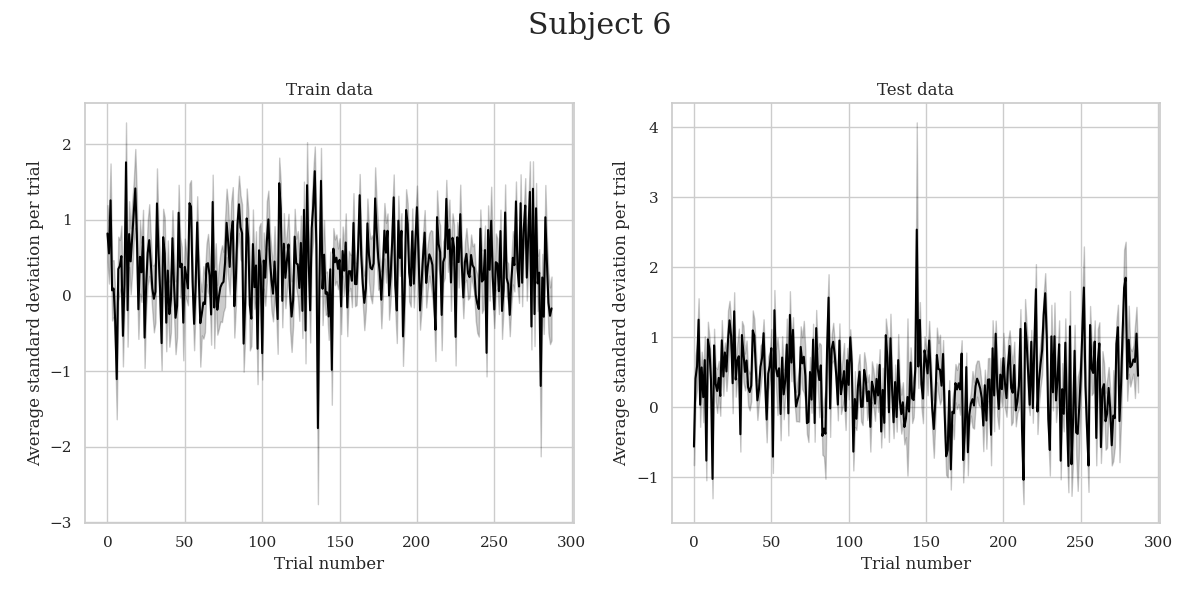 Subject 6
Train data
Average standard deviation per trial
2
1
0
−1
−2
−3
0 50 100 150 200 250 300
Trial number
Test data
Average standard deviation per trial
4
3
2
1
0
−1
0 50 100 150 200 250 300
Trial number